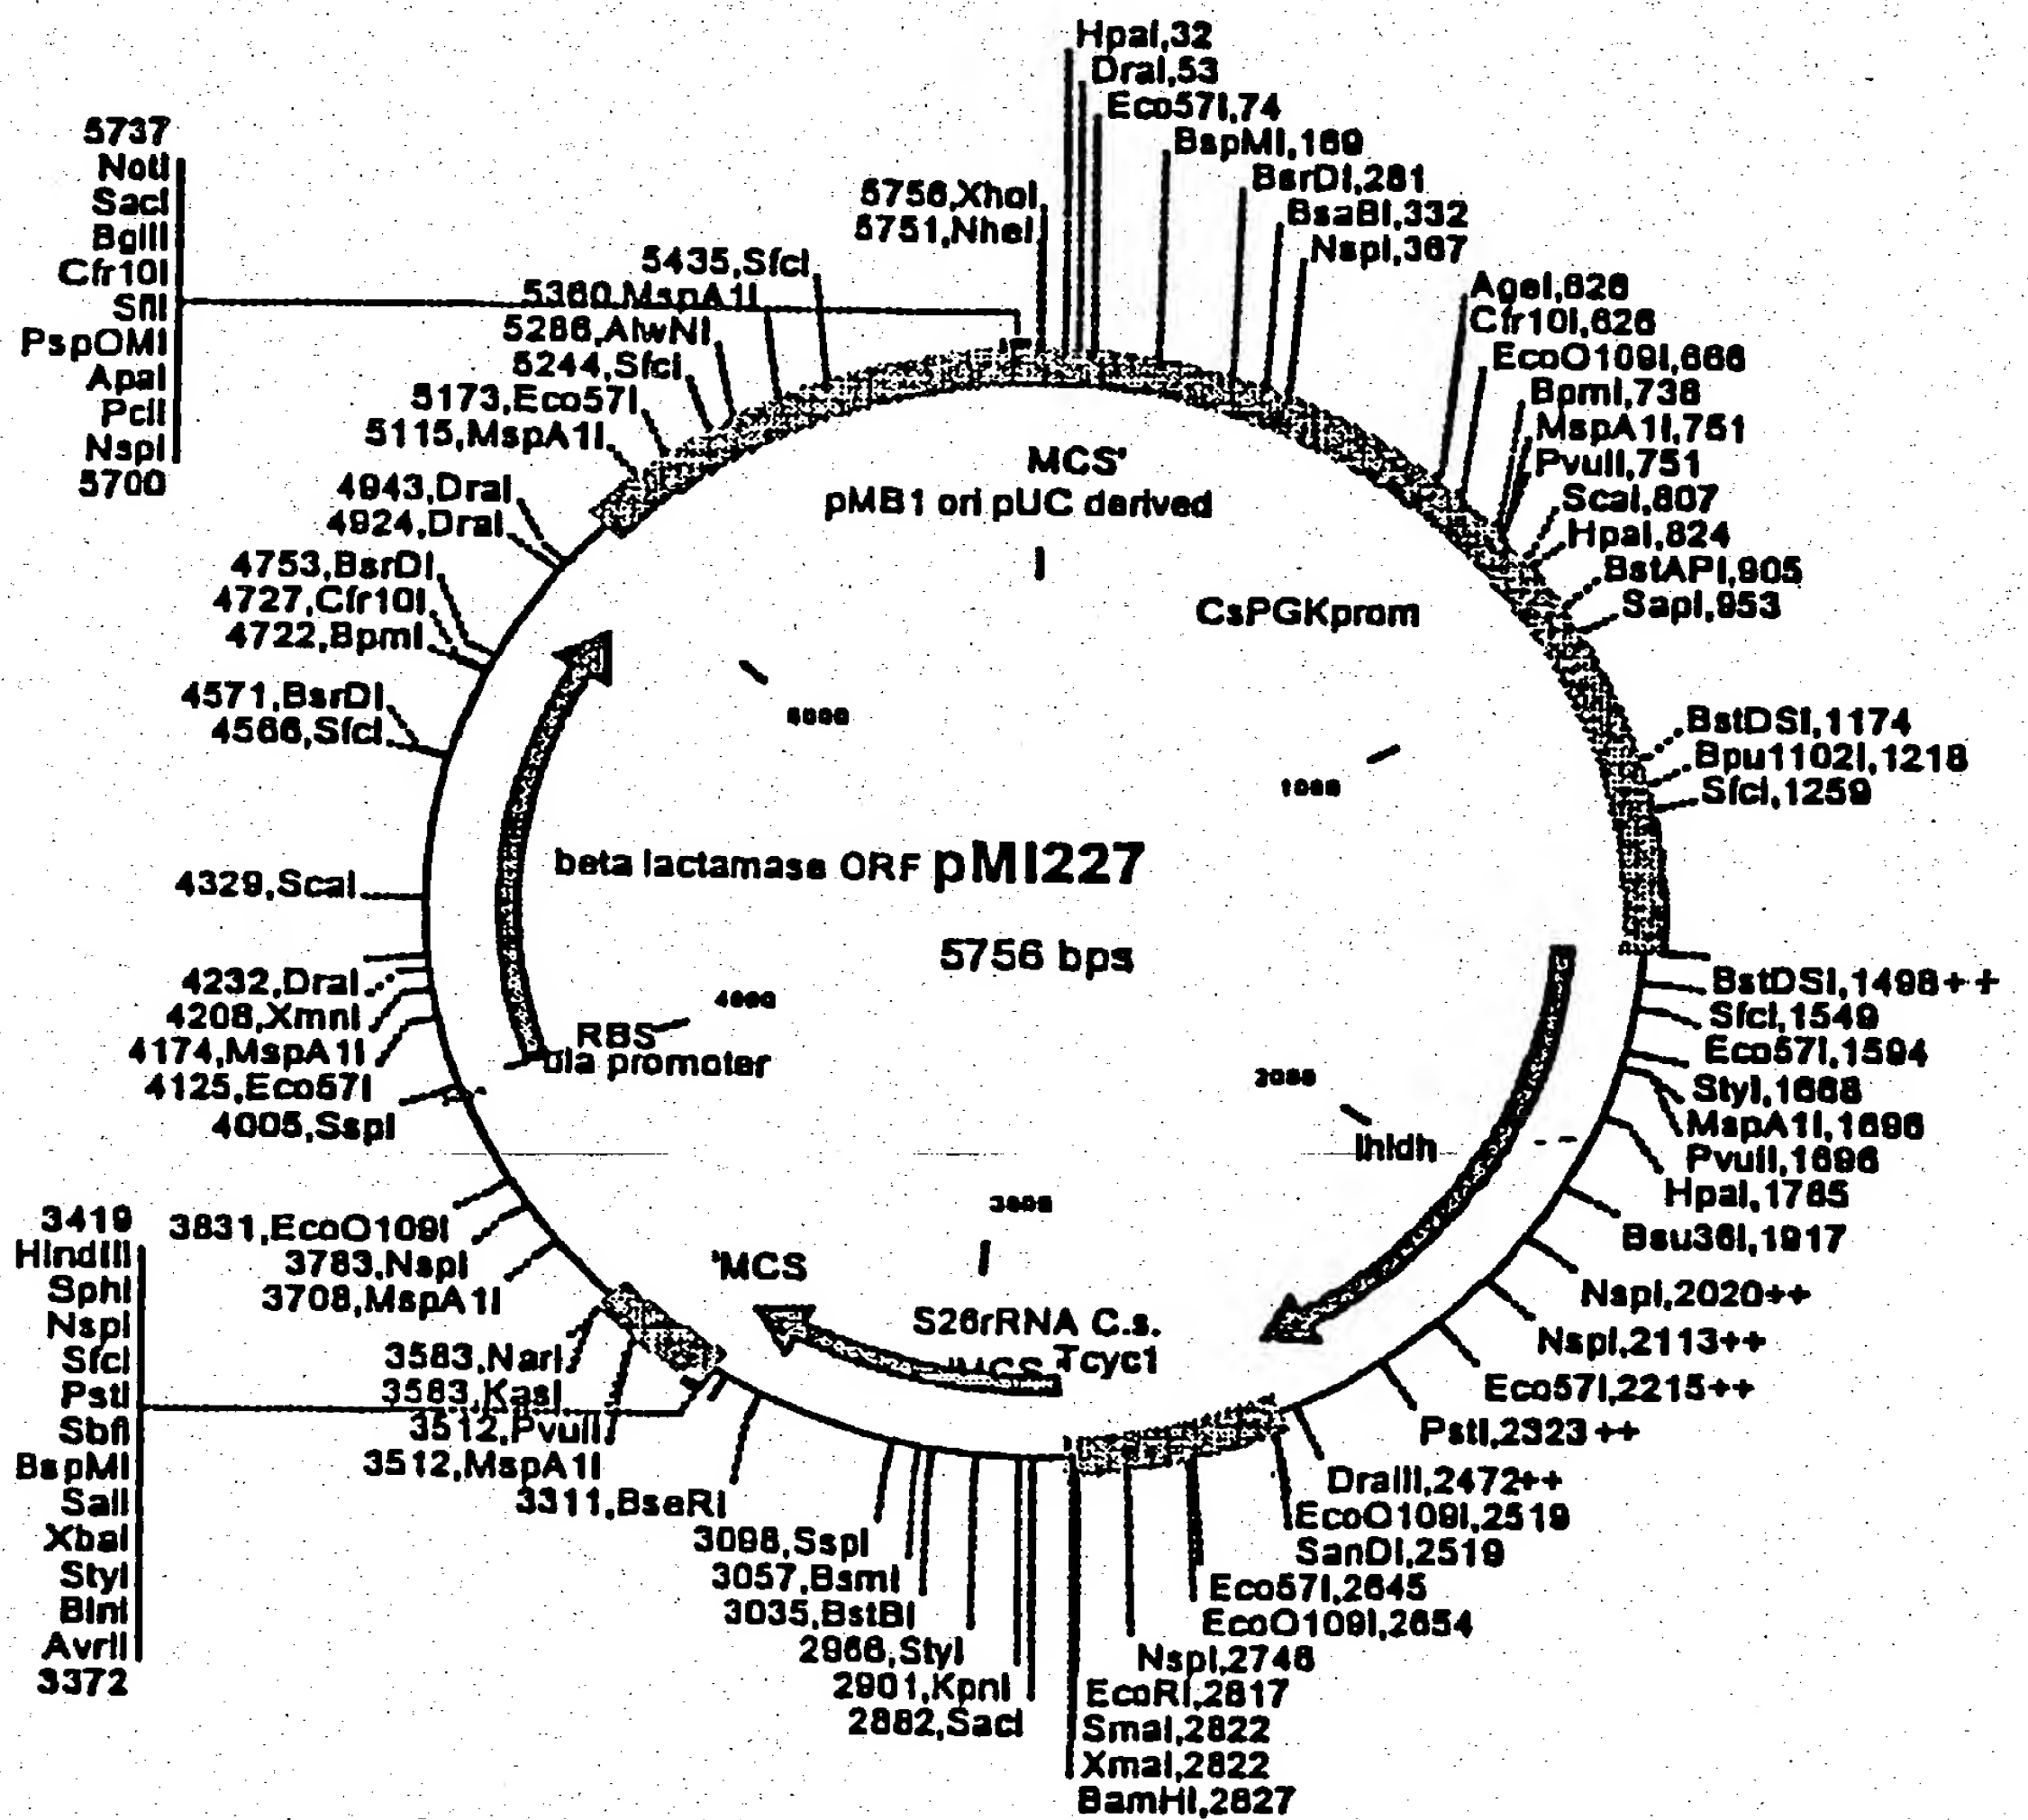 HpaI,32
DraI,53
Eco57I,74
BspMI,169
BsrDI,281
BsaBI,332
NspI,367
AgeI,626
Cfr10I,626
EcoO109I,666
BpmI,738
MspA1I,751
PvuII,751
ScaI,807
HpaI,824
BstAPI,905
SapI,953
BstDSI,1174
Bpu1102I,1218
SfcI,1259
BstDSI,1498++
SfcI,1549
Eco57I,1594
StyI,1668
MspA1I,1696
PvuII,1696
HpaI,1785
Bsu36I,1917
NspI,2020++
NspI,2113++
Eco57I,2215++
PstI,2323++
DraIII,2472++
EcoO109I,2519
SanDI,2519
Eco57I,2645
EcoO109I,2654
NspI,2746
EcoRI,2817
SmaI,2822
XmaI,2822
BamHI,2827
2882,SacI
2901,KpnI
2966,StyI
3035,BstBI
3057,BsmI
3098,SspI
3311,BseRI
3512,MspA1I
3512,PvuII
3583,KasI
3583,NarI
3419
HindIII
SphI
NspI
SfcI
PstI
SbfI
BspMI
SalI
XbaI
StyI
BlnI
AvrII
3372
3708,MspA1I
3783,NspI
3831,EcoO109I
4005,SspI
4125,Eco57I
4174,MspA1I
4208,XmnI
4232,DraI
4329,ScaI
4566,SfcI
4571,BsrDI
4722,BpmI
4727,Cfr10I
4753,BsrDI
4924,DraI
4943,DraI
5115,MspA1I
5173,Eco57I
5244,SfcI
5286,AlwNI
5360,MspA1I
5435,SfcI
5737
NotI
SacI
BglII
Cfr10I
SfiI
PspOMI
ApaI
PciI
NspI
5700
5751,NheI
5756,XhoI
MCS'
pMB1 ori pUC derived
CsPGKprom
5000
1000
beta lactamase ORF
pMI227
5756 bps
4000
RBS
bla promoter
2000
lhldh
3000
'MCS
S26rRNA C.s.
Tcyc1
'MCS